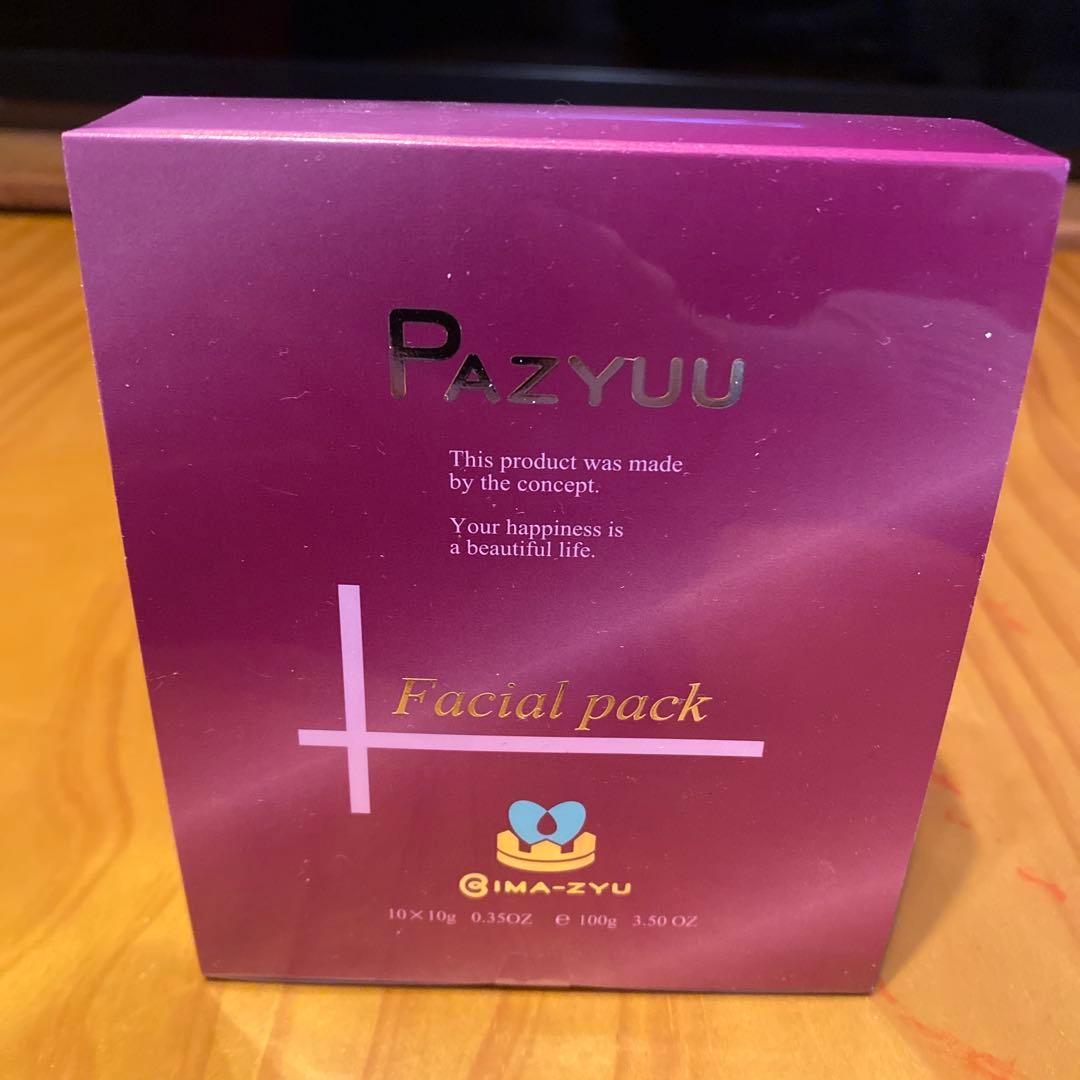 PAZYUU
This product was made
by the concept.
Your happiness is
a beautiful life.
Facial pack
BIMA-ZYU
10×10g 0.35OZ ℮ 100g 3.50 OZ